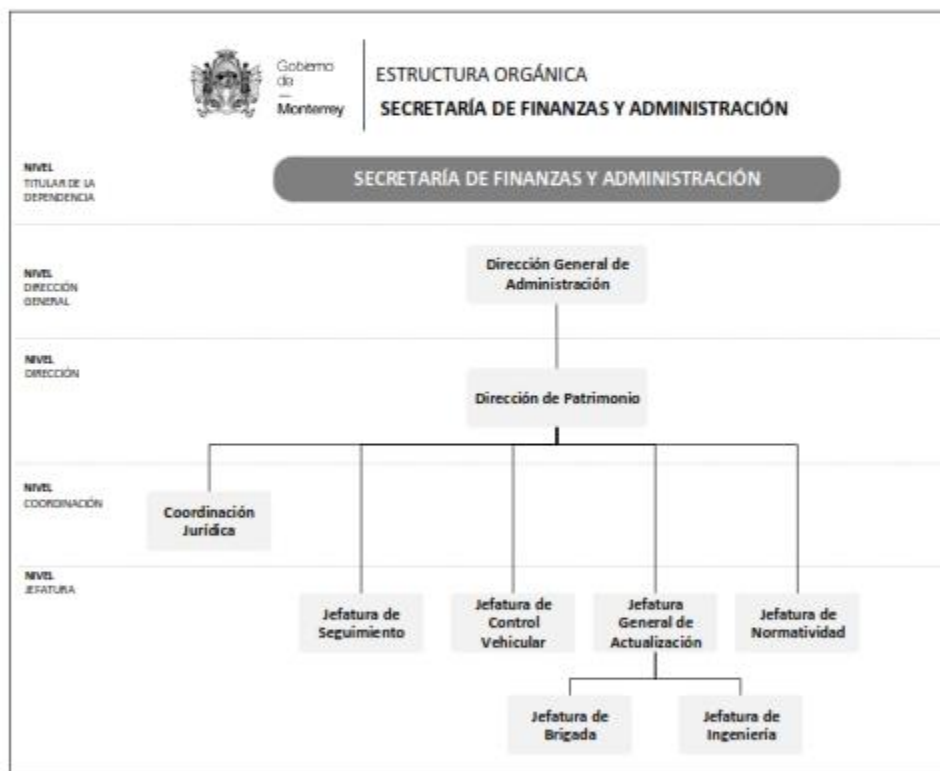 Gobierno
de
—
Monterrey
ESTRUCTURA ORGÁNICA
SECRETARÍA DE FINANZAS Y ADMINISTRACIÓN
NIVEL
TITULAR DE LA
DEPENDENCIA
SECRETARÍA DE FINANZAS Y ADMINISTRACIÓN
NIVEL
DIRECCIÓN
GENERAL
Dirección General de
Administración
NIVEL
DIRECCIÓN
Dirección de Patrimonio
NIVEL
COORDINACIÓN
Coordinación
Jurídica
NIVEL
JEFATURA
Jefatura de
Seguimiento
Jefatura de
Control
Vehicular
Jefatura
General de
Actualización
Jefatura de
Normatividad
Jefatura de
Brigada
Jefatura de
Ingeniería